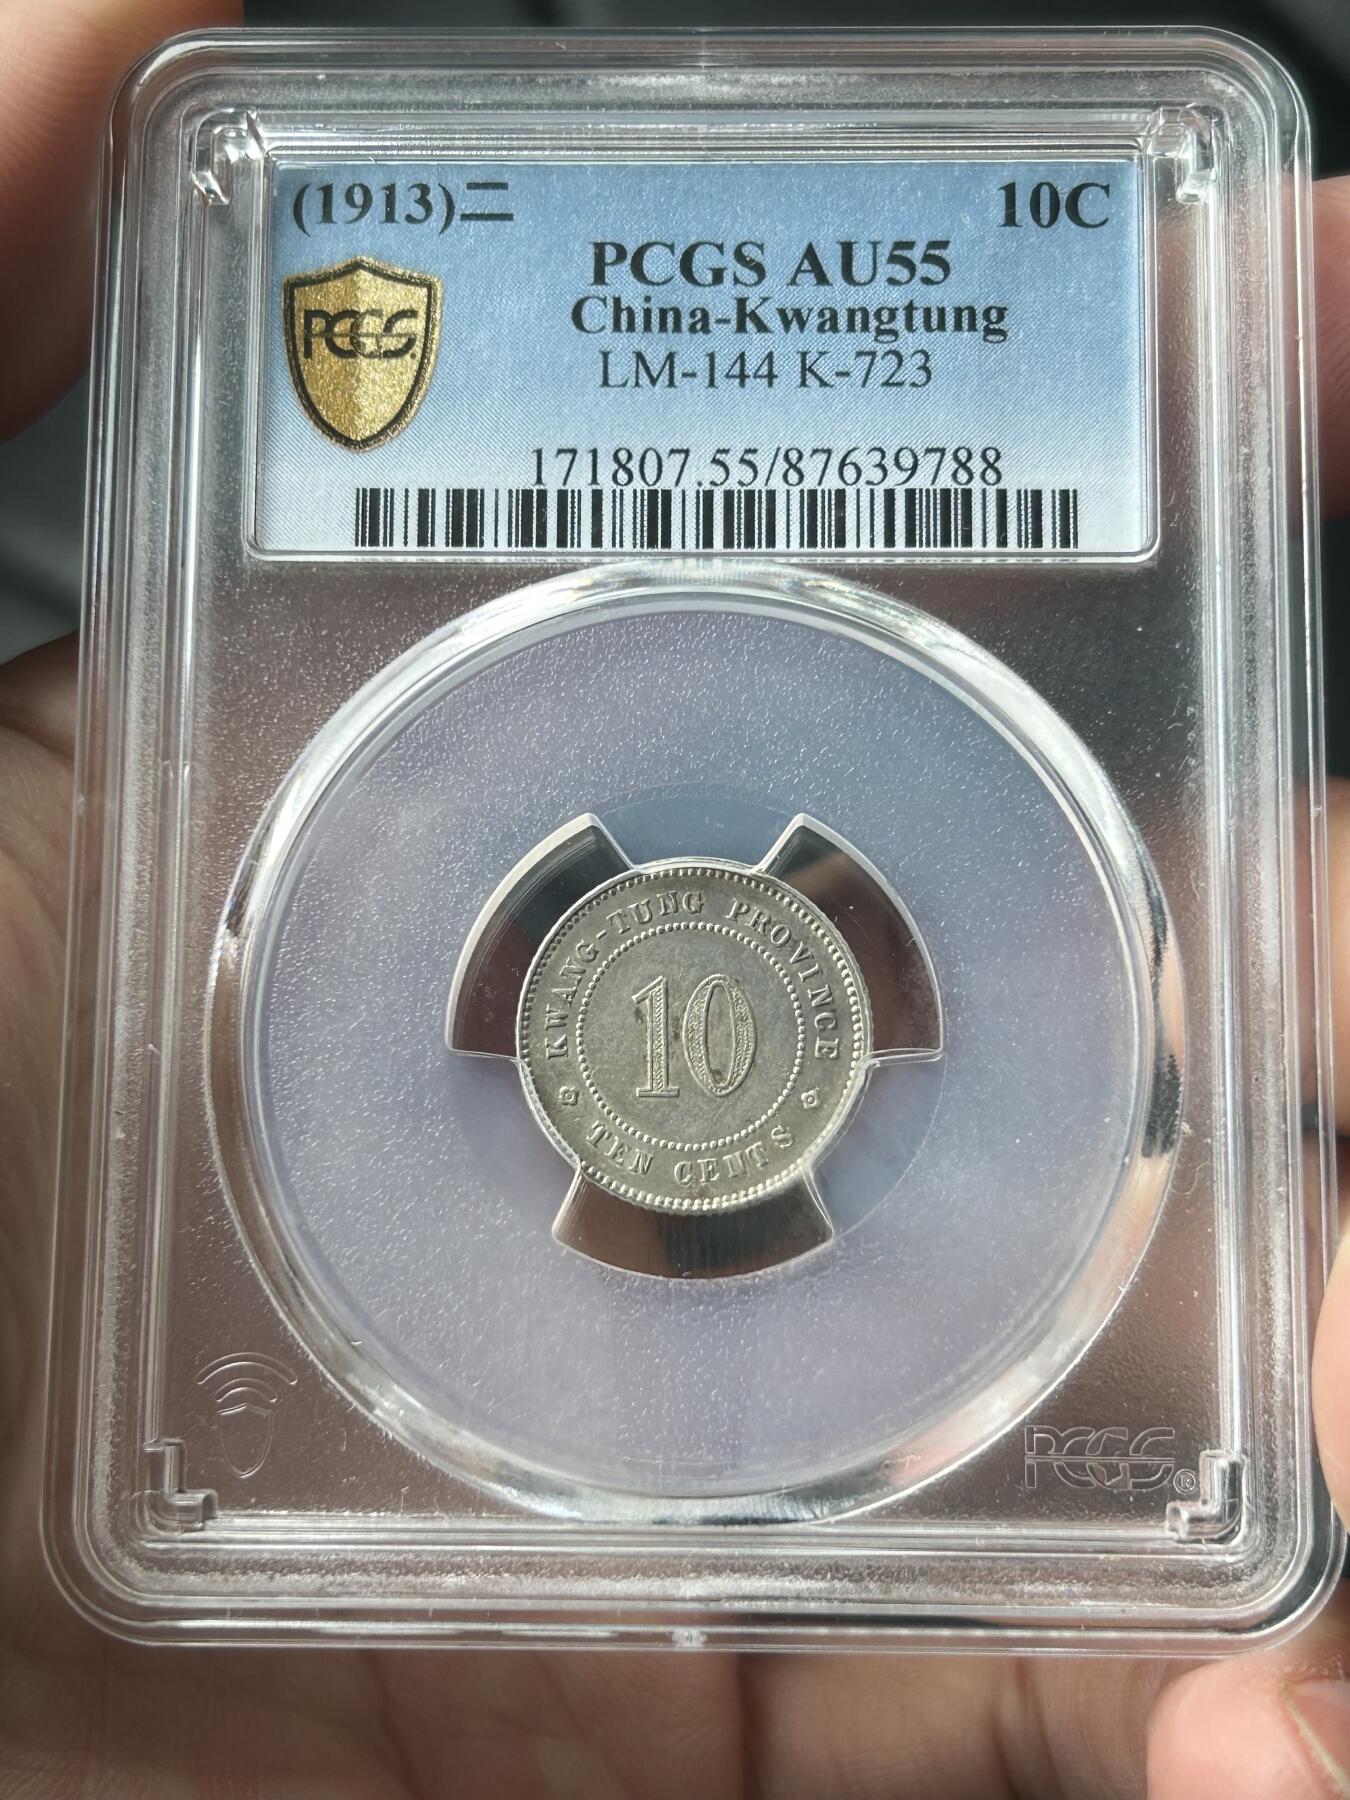 (1913)二 10C
PCGS AU55
China-Kwangtung
PCGS
LM-144 K-723
171807.55/87639788
KWANG-TUNG PROVINCE
10
TEN CENTS
PCGS®